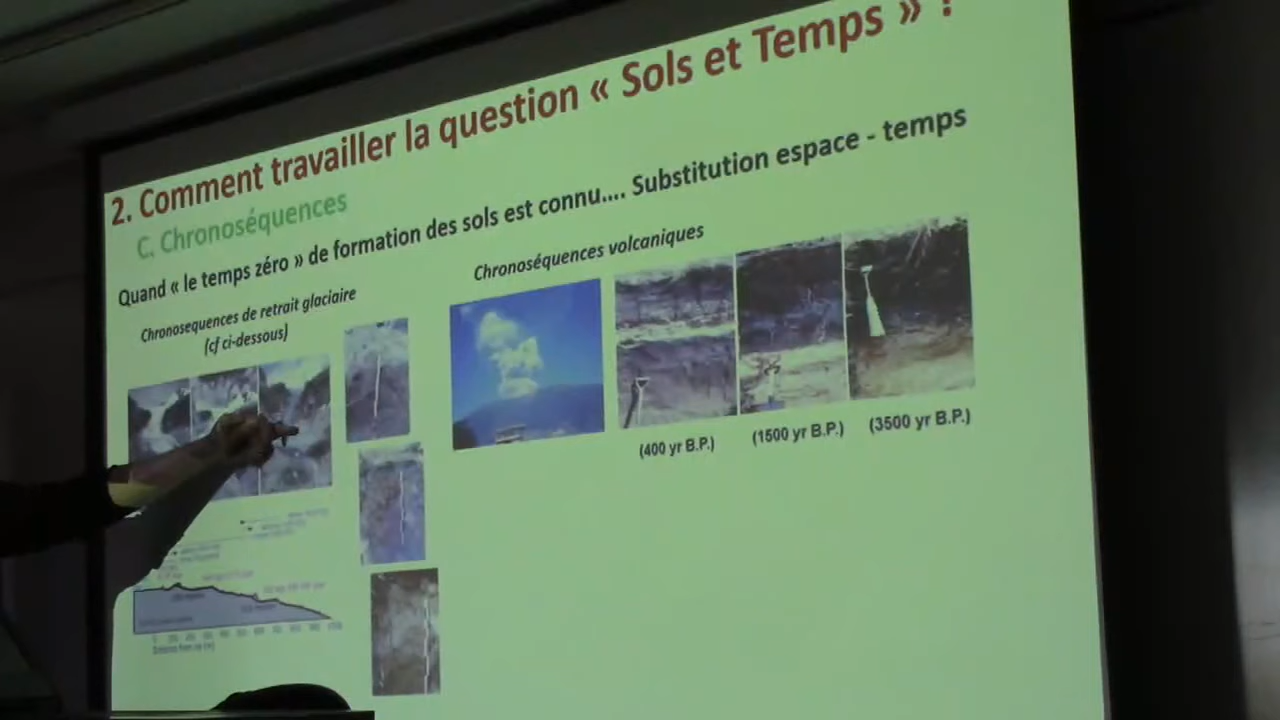 2. Comment travailler la question « Sols et Temps » ?
C. Chronoséquences
Quand « le temps zéro » de formation des sols est connu.... Substitution espace - temps
Chronosequences de retrait glaciaire
(cf ci-dessous)
Chronoséquences volcaniques
(400 yr B.P.)
(1500 yr B.P.)
(3500 yr B.P.)